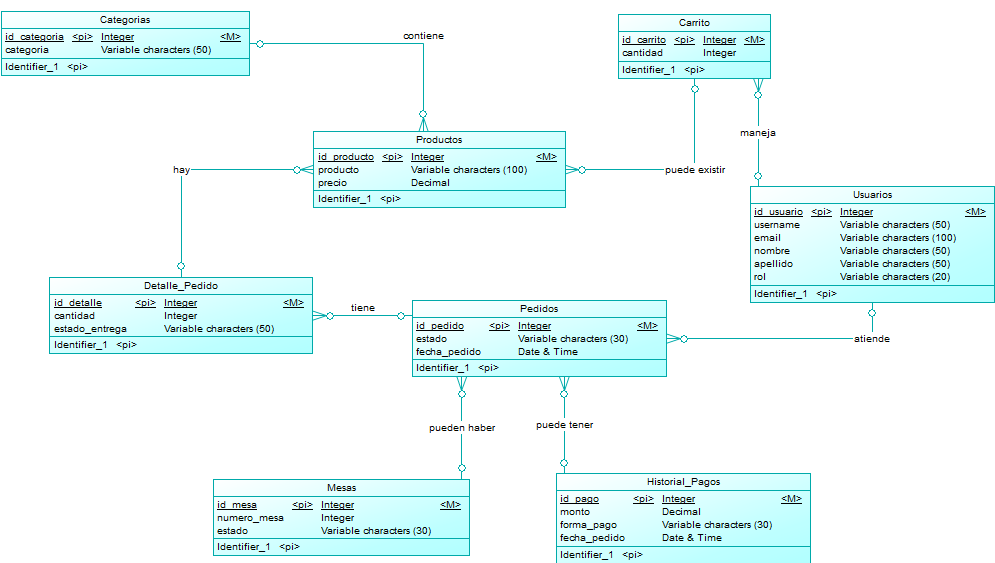 Categorias
id_categoria <pi> Integer <M>
categoria Variable characters (50)
Identifier_1 <pi>
contiene
Carrito
id_carrito <pi> Integer <M>
cantidad Integer
Identifier_1 <pi>
maneja
Productos
id_producto <pi> Integer <M>
producto Variable characters (100)
precio Decimal
Identifier_1 <pi>
hay
puede existir
Usuarios
id_usuario <pi> Integer <M>
username Variable characters (50)
email Variable characters (100)
nombre Variable characters (50)
apellido Variable characters (50)
rol Variable characters (20)
Identifier_1 <pi>
Detalle_Pedido
id_detalle <pi> Integer <M>
cantidad Integer
estado_entrega Variable characters (50)
Identifier_1 <pi>
tiene
Pedidos
id_pedido <pi> Integer <M>
estado Variable characters (30)
fecha_pedido Date & Time
Identifier_1 <pi>
atiende
pueden haber
puede tener
Mesas
id_mesa <pi> Integer <M>
numero_mesa Integer
estado Variable characters (30)
Identifier_1 <pi>
Historial_Pagos
id_pago <pi> Integer <M>
monto Decimal
forma_pago Variable characters (30)
fecha_pedido Date & Time
Identifier_1 <pi>